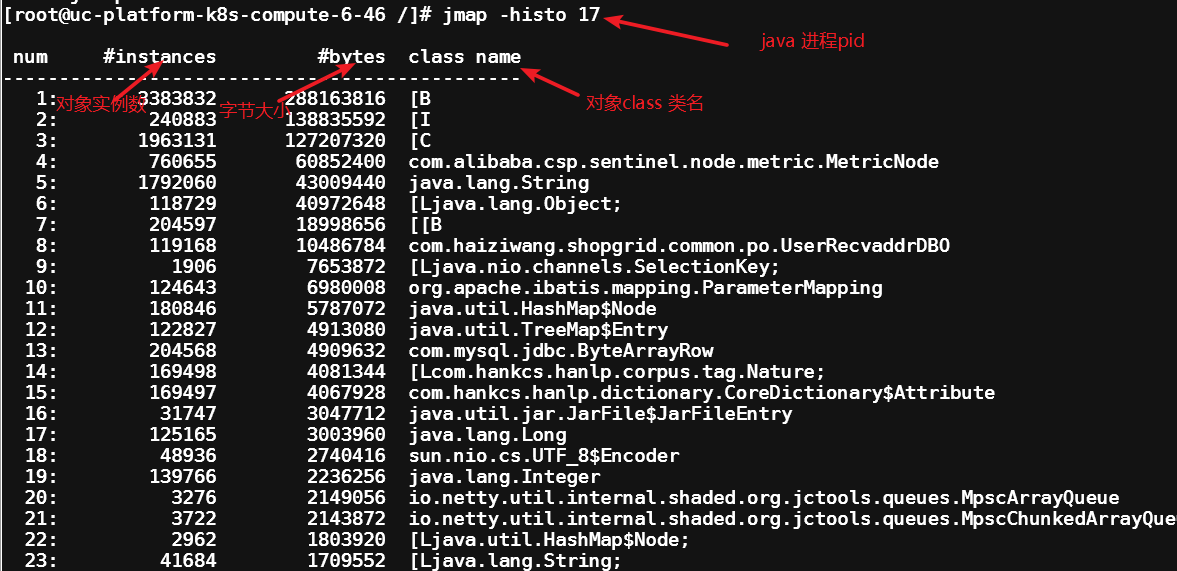 [root@uc-platform-k8s-compute-6-46 /]# jmap -histo 17
java 进程pid
num #instances #bytes class name
----------------------------------------------
对象实例数 字节大小 对象class 类名
1: 3383832 288163816 [B
2: 240883 138835592 [I
3: 1963131 127207320 [C
4: 760655 60852400 com.alibaba.csp.sentinel.node.metric.MetricNode
5: 1792060 43009440 java.lang.String
6: 118729 40972648 [Ljava.lang.Object;
7: 204597 18998656 [[B
8: 119168 10486784 com.haiziwang.shopgrid.common.po.UserRecvaddrDBO
9: 1906 7653872 [Ljava.nio.channels.SelectionKey;
10: 124643 6980008 org.apache.ibatis.mapping.ParameterMapping
11: 180846 5787072 java.util.HashMap$Node
12: 122827 4913080 java.util.TreeMap$Entry
13: 204568 4909632 com.mysql.jdbc.ByteArrayRow
14: 169498 4081344 [Lcom.hankcs.hanlp.corpus.tag.Nature;
15: 169497 4067928 com.hankcs.hanlp.dictionary.CoreDictionary$Attribute
16: 31747 3047712 java.util.jar.JarFile$JarFileEntry
17: 125165 3003960 java.lang.Long
18: 48936 2740416 sun.nio.cs.UTF_8$Encoder
19: 139766 2236256 java.lang.Integer
20: 3276 2149056 io.netty.util.internal.shaded.org.jctools.queues.MpscArrayQueue
21: 3722 2143872 io.netty.util.internal.shaded.org.jctools.queues.MpscChunkedArrayQue
22: 2962 1803920 [Ljava.util.HashMap$Node;
23: 41684 1709552 [Ljava.lang.String;